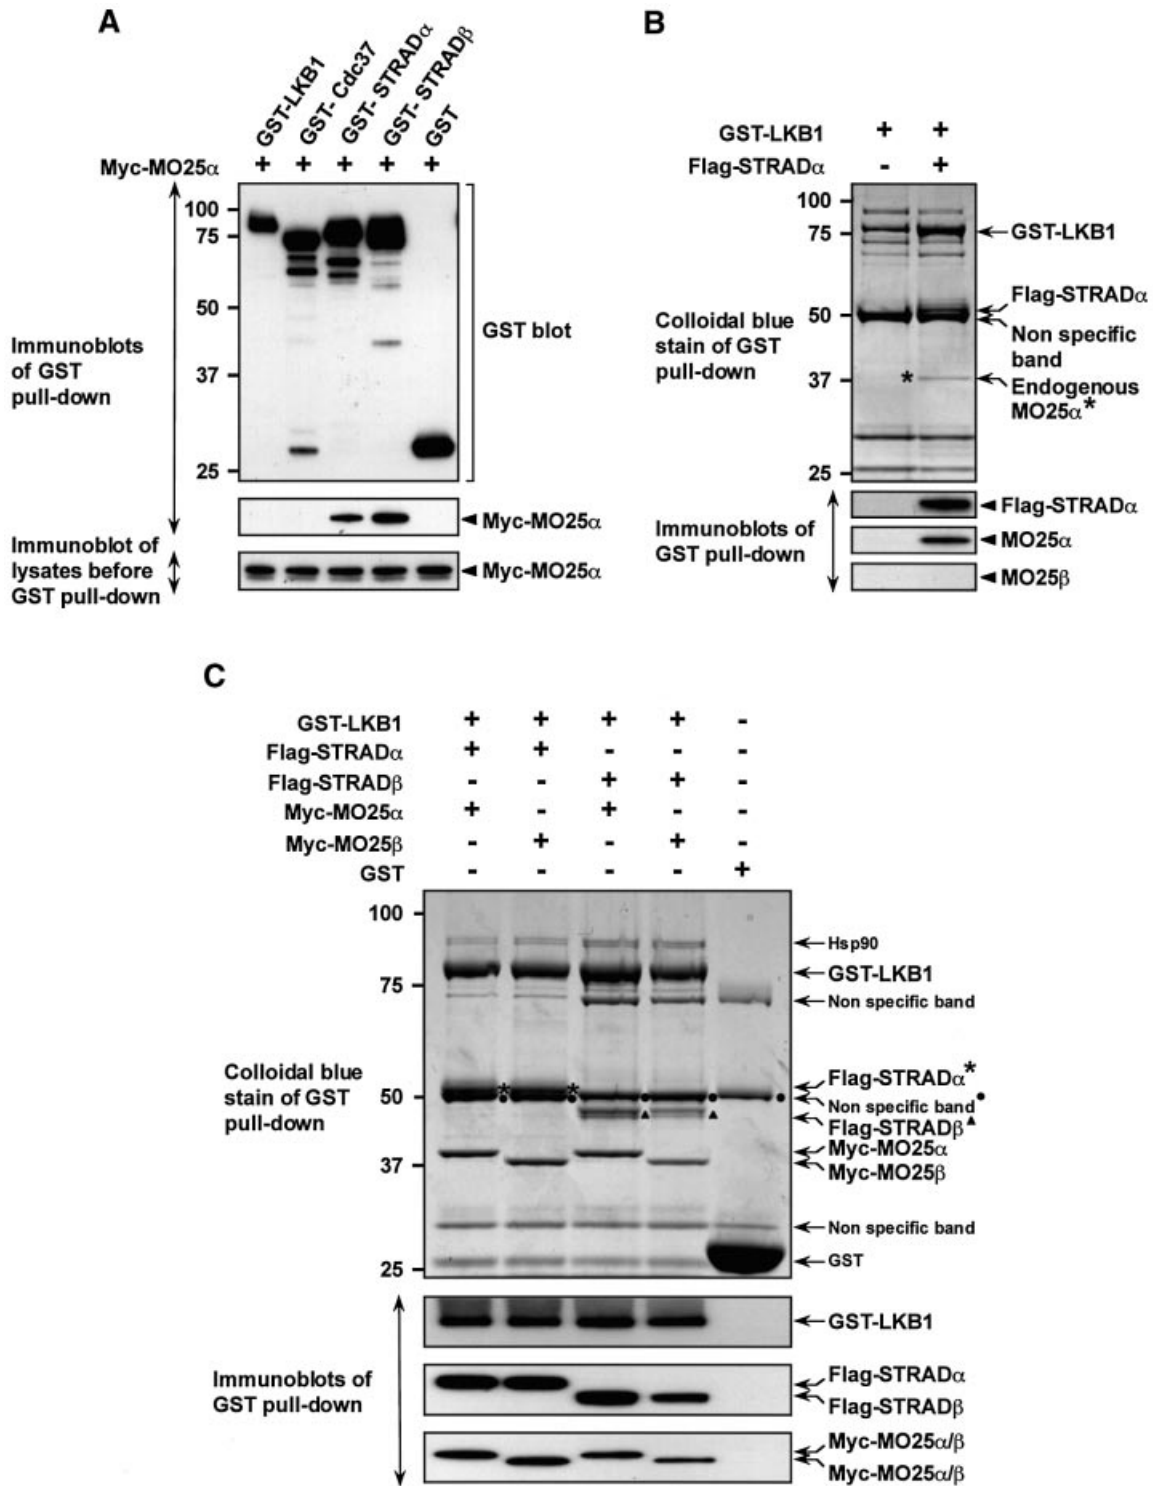 A
GST-LKB1
GST- Cdc37
GST- STRADα
GST- STRADβ
GST
Myc-MO25α + + + + +
100
75
50
37
25
Immunoblots
of GST
pull-down
GST blot
Myc-MO25α
Immunoblot of
lysates before
GST pull-down
Myc-MO25α
B
GST-LKB1 + +
Flag-STRADα - +
100
75
50
37
25
Colloidal blue
stain of GST
pull-down
*
GST-LKB1
Flag-STRADα
Non specific
band
Endogenous
MO25α*
Immunoblots of
GST pull-down
Flag-STRADα
MO25α
MO25β
C
GST-LKB1 + + + + -
Flag-STRADα + + - - -
Flag-STRADβ - - + + -
Myc-MO25α + - + - -
Myc-MO25β - + - + -
GST - - - - +
100
75
50
37
25
Colloidal blue
stain of GST
pull-down
* *
• • • • •
▲ ▲
Hsp90
GST-LKB1
Non specific band
Flag-STRADα*
Non specific band•
Flag-STRADβ▲
Myc-MO25α
Myc-MO25β
Non specific band
GST
Immunoblots of
GST pull-down
GST-LKB1
Flag-STRADα
Flag-STRADβ
Myc-MO25α/β
Myc-MO25α/β